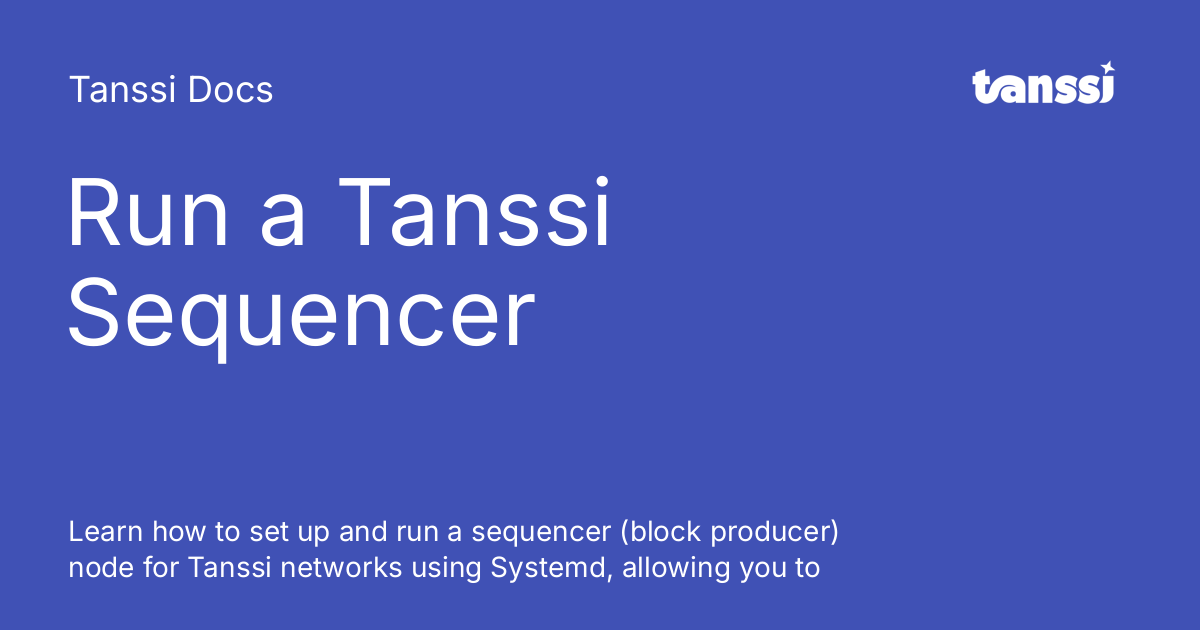 Tanssi Docs
tanssi
Run a Tanssi
Sequencer
Learn how to set up and run a sequencer (block producer)
node for Tanssi networks using Systemd, allowing you to